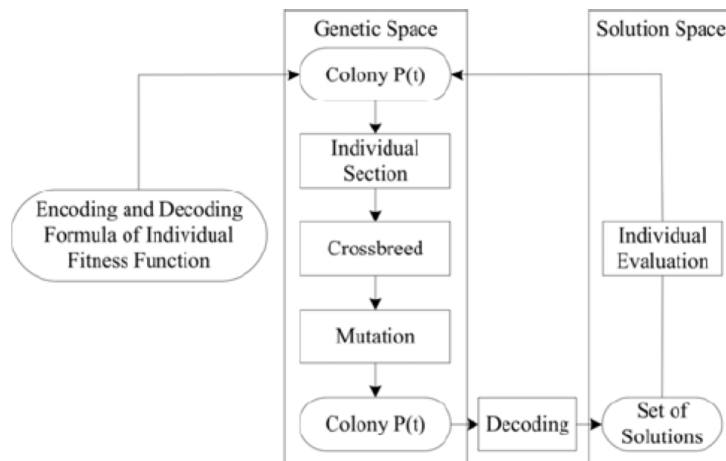 Genetic Space
Solution Space
Colony P(t)
Individual
Section
Encoding and Decoding
Formula of Individual
Fitness Function
Crossbreed
Individual
Evaluation
Mutation
Colony P(t)
Decoding
Set of
Solutions